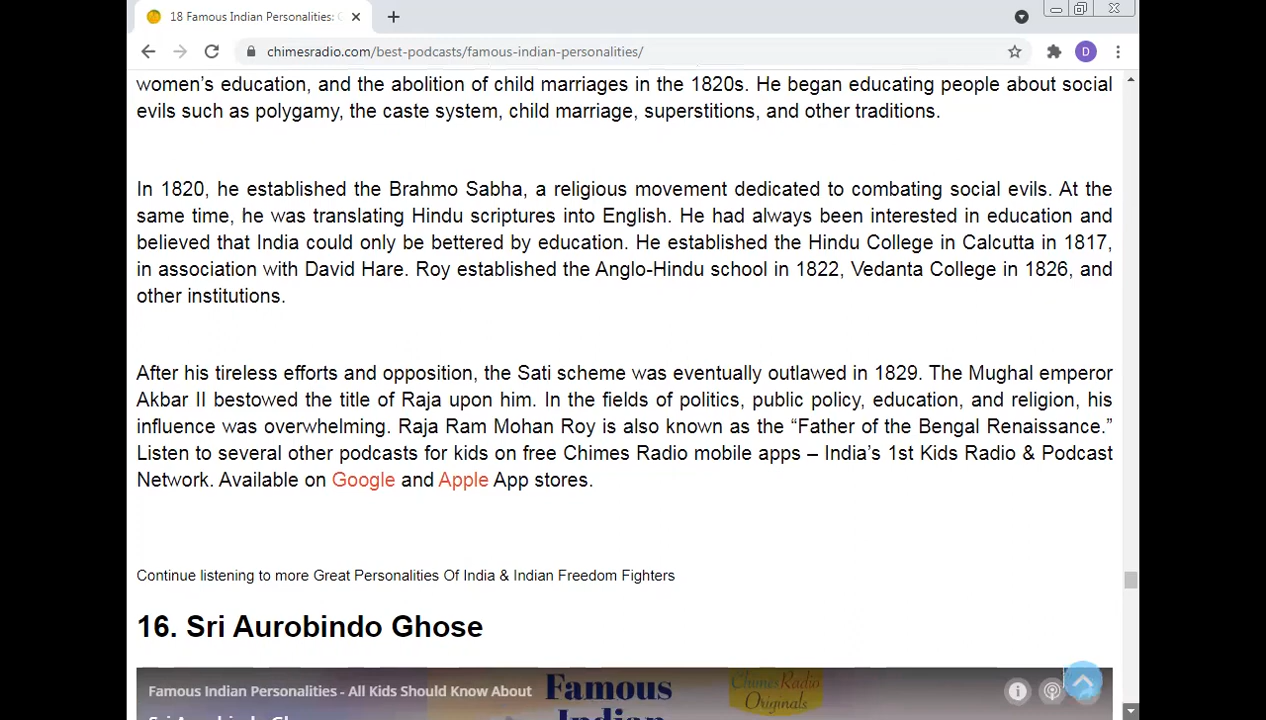 18 Famous Indian Personalities:
chimesradio.com/best-podcasts/famous-indian-personalities/
D
women's education, and the abolition of child marriages in the 1820s. He began educating people about social
evils such as polygamy, the caste system, child marriage, superstitions, and other traditions.
In 1820, he established the Brahmo Sabha, a religious movement dedicated to combating social evils. At the
same time, he was translating Hindu scriptures into English. He had always been interested in education and
believed that India could only be bettered by education. He established the Hindu College in Calcutta in 1817,
in association with David Hare. Roy established the Anglo-Hindu school in 1822, Vedanta College in 1826, and
other institutions.
After his tireless efforts and opposition, the Sati scheme was eventually outlawed in 1829. The Mughal emperor
Akbar II bestowed the title of Raja upon him. In the fields of politics, public policy, education, and religion, his
influence was overwhelming. Raja Ram Mohan Roy is also known as the “Father of the Bengal Renaissance.”
Listen to several other podcasts for kids on free Chimes Radio mobile apps – India's 1st Kids Radio & Podcast
Network. Available on Google and Apple App stores.
Continue listening to more Great Personalities Of India & Indian Freedom Fighters
16. Sri Aurobindo Ghose
Famous Indian Personalities - All Kids Should Know About
Famous
ChimesRadio
Originals
Sri Aurobindo
Indian